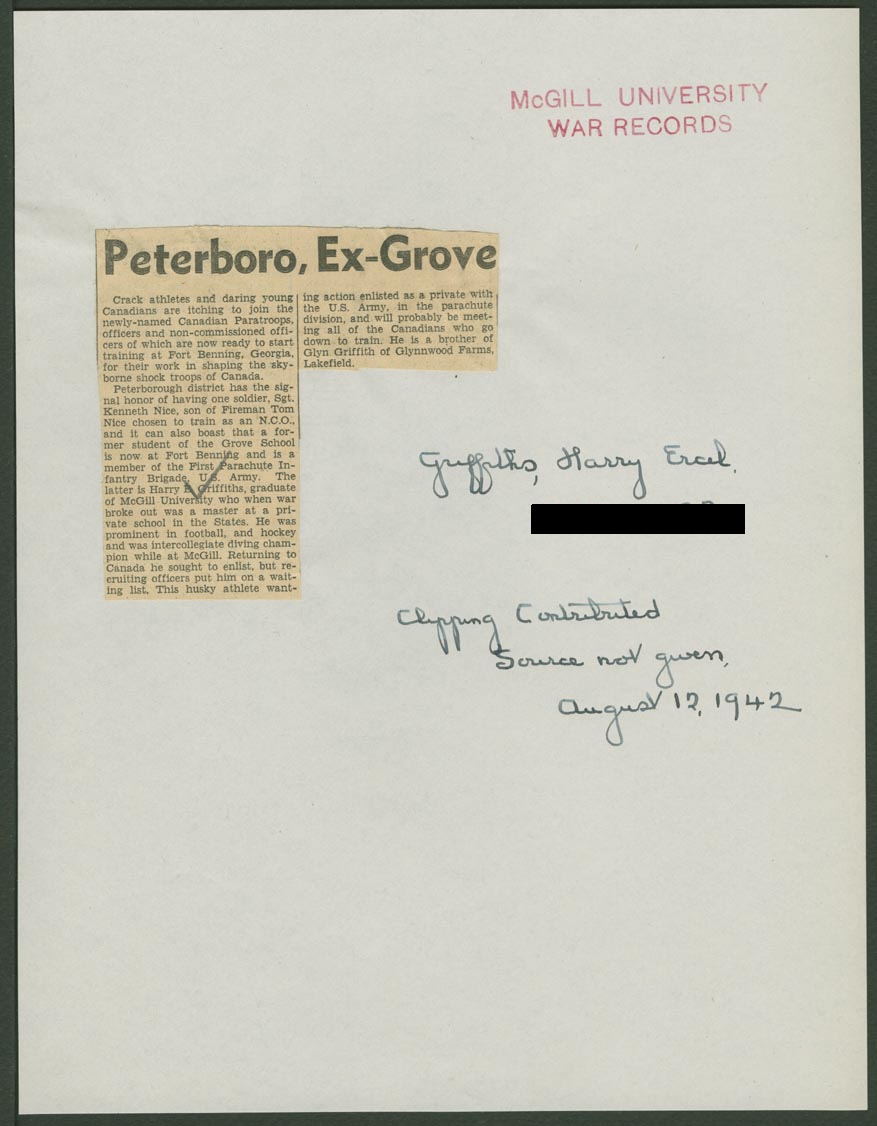 McGILL UNIVERSITY
WAR RECORDS
Peterboro, Ex-Grove
Crack athletes and daring young
Canadians are itching to join the
newly-named Canadian Paratroops,
officers and non-commissioned offi-
cers of which are now ready to start
training at Fort Benning, Georgia,
for their work in shaping the sky-
borne shock troops of Canada.
Peterborough district has the sig-
nal honor of having one soldier, Sgt.
Kenneth Nice, son of Fireman Tom
Nice chosen to train as an N.C.O.,
and it can also boast that a for-
mer student of the Grove School
is now at Fort Benning and is a
member of the First Parachute In-
fantry Brigade, U.S. Army. The
latter is Harry E. Griffiths, graduate
of McGill University who when war
broke out was a master at a pri-
vate school in the States. He was
prominent in football, and hockey
and was intercollegiate diving cham-
pion while at McGill. Returning to
Canada he sought to enlist, but re-
cruiting officers put him on a wait-
ing list. This husky athlete want-
ing action enlisted as a private with
the U.S. Army, in the parachute
division, and will probably be meet-
ing all of the Canadians who go
down to train. He is a brother of
Glyn Griffith of Glynnwood Farms,
Lakefield.
Griffiths, Harry Ercel.
Clipping Contributed
Source not given.
August 12, 1942